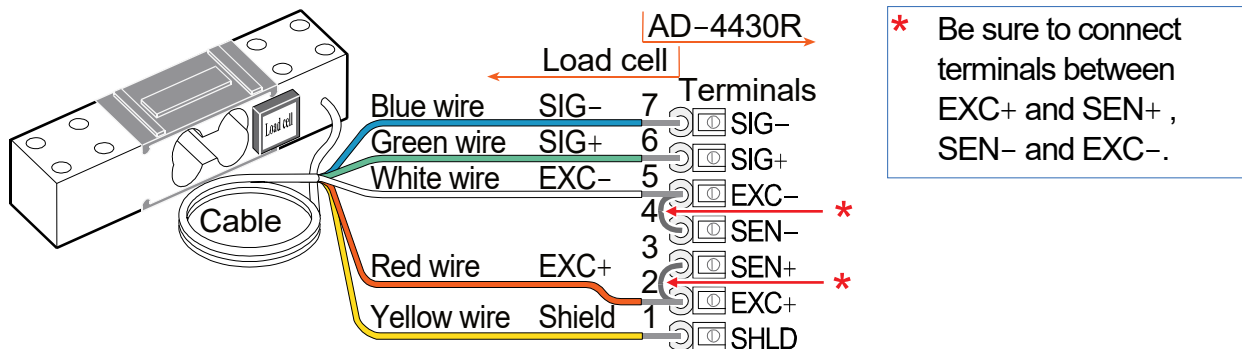 AD−4430R
Load cell
Terminals
Load cell
Blue wire SIG− 7 SIG−
Green wire SIG+ 6 SIG+
White wire EXC− 5 EXC−
4 * SEN−
Cable
3 SEN+
Red wire EXC+ 2 * EXC+
Yellow wire Shield 1 SHLD
* Be sure to connect
terminals between
EXC+ and SEN+ ,
SEN− and EXC−.